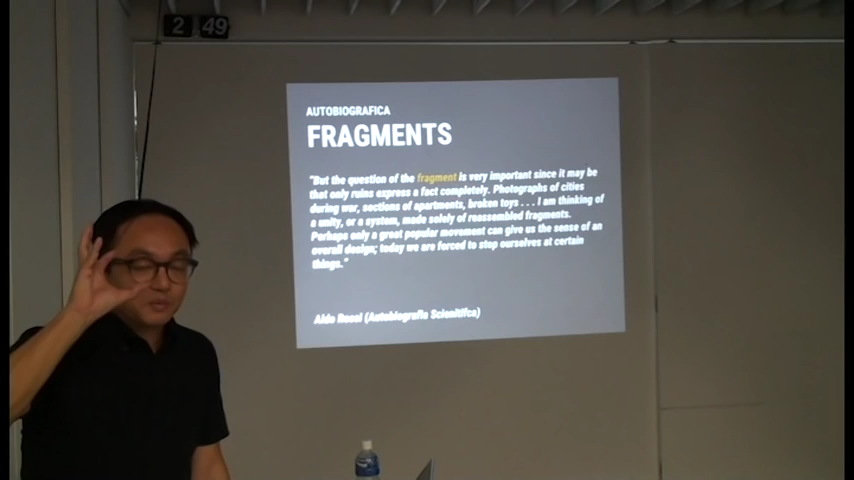 2 49
AUTOBIOGRAFICA
FRAGMENTS
"But the question of the fragment is very important since it may be
that only ruins express a fact completely. Photographs of cities
during war, sections of apartments, broken toys . . . I am thinking of
a unity, or a system, made solely of reassembled fragments.
Perhaps only a great popular movement can give us the sense of an
overall design; today we are forced to stop ourselves at certain
things."
Aldo Rossi (Autobiografia Scientifca)